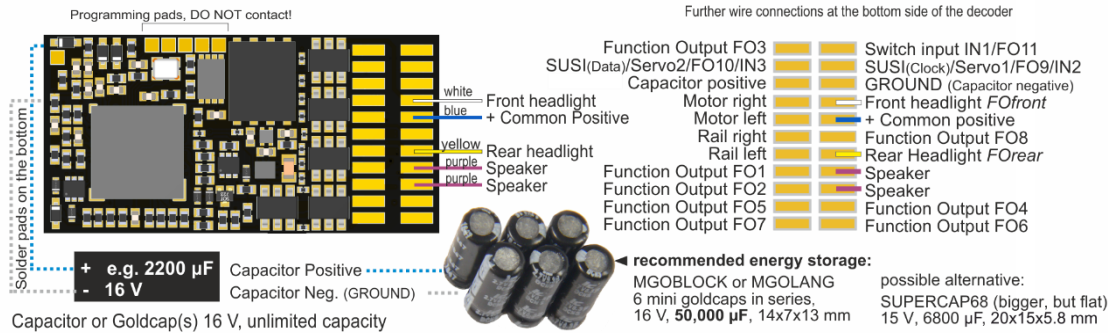 Programming pads, DO NOT contact!
Further wire connections at the bottom side of the decoder
Solder pads on the bottom
white
Front headlight
blue
+ Common Positive
yellow
Rear headlight
purple
Speaker
purple
Speaker
Function Output FO3
Switch input IN1/FO11
SUSI(Data)/Servo2/FO10/IN3
SUSI(Clock)/Servo1/FO9/IN2
Capacitor positive
GROUND (Capacitor negative)
Motor right
Front headlight FOfront
Motor left
+ Common positive
Rail right
Function Output FO8
Rail left
Rear Headlight FOrear
Function Output FO1
Speaker
Function Output FO2
Speaker
Function Output FO5
Function Output FO4
Function Output FO7
Function Output FO6
+ e.g. 2200 µF
- 16 V
Capacitor Positive
Capacitor Neg. (GROUND)
Capacitor or Goldcap(s) 16 V, unlimited capacity
recommended energy storage:
MGOBLOCK or MGOLANG
6 mini goldcaps in series,
16 V, 50,000 µF, 14x7x13 mm
possible alternative:
SUPERCAP68 (bigger, but flat)
15 V, 6800 µF, 20x15x5.8 mm